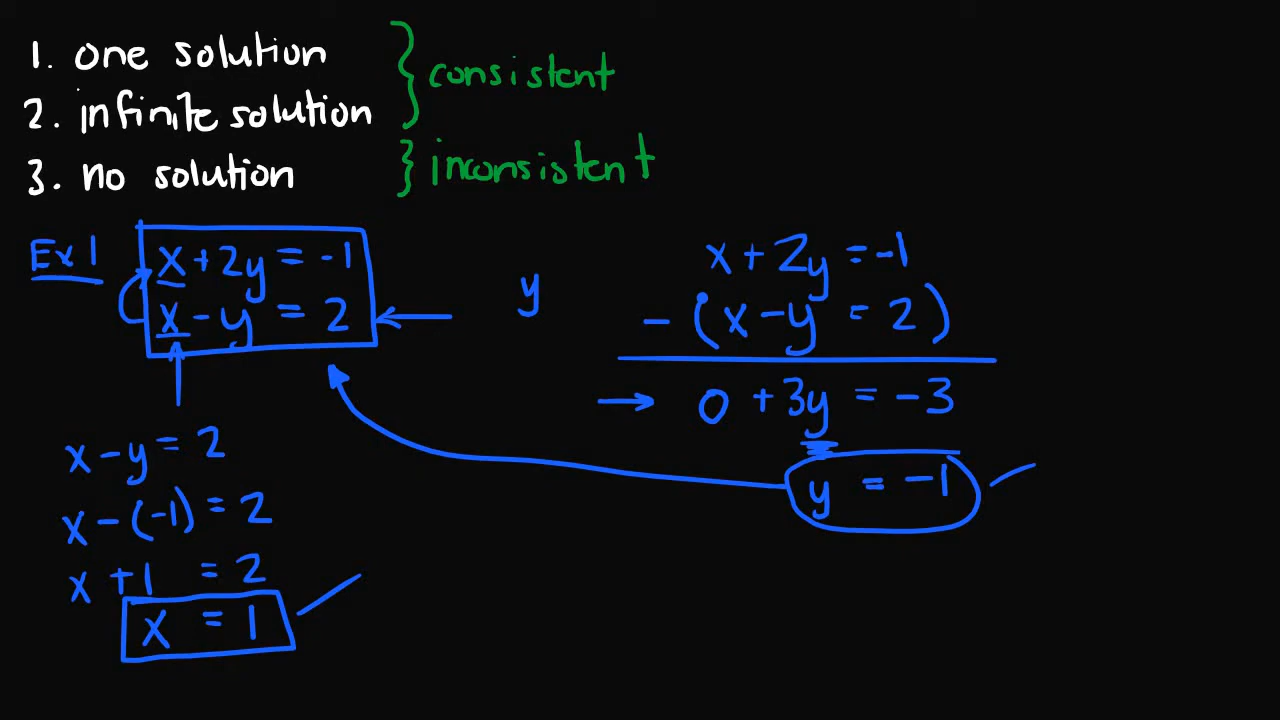 1. one solution
2. infinite solution
} consistent
3. no solution
} inconsistent
Ex 1
x + 2y = -1
x - y = 2
y
x + 2y = -1
- (x - y = 2)
0 + 3y = -3
y = -1
x - y = 2
x - (-1) = 2
x + 1 = 2
x = 1